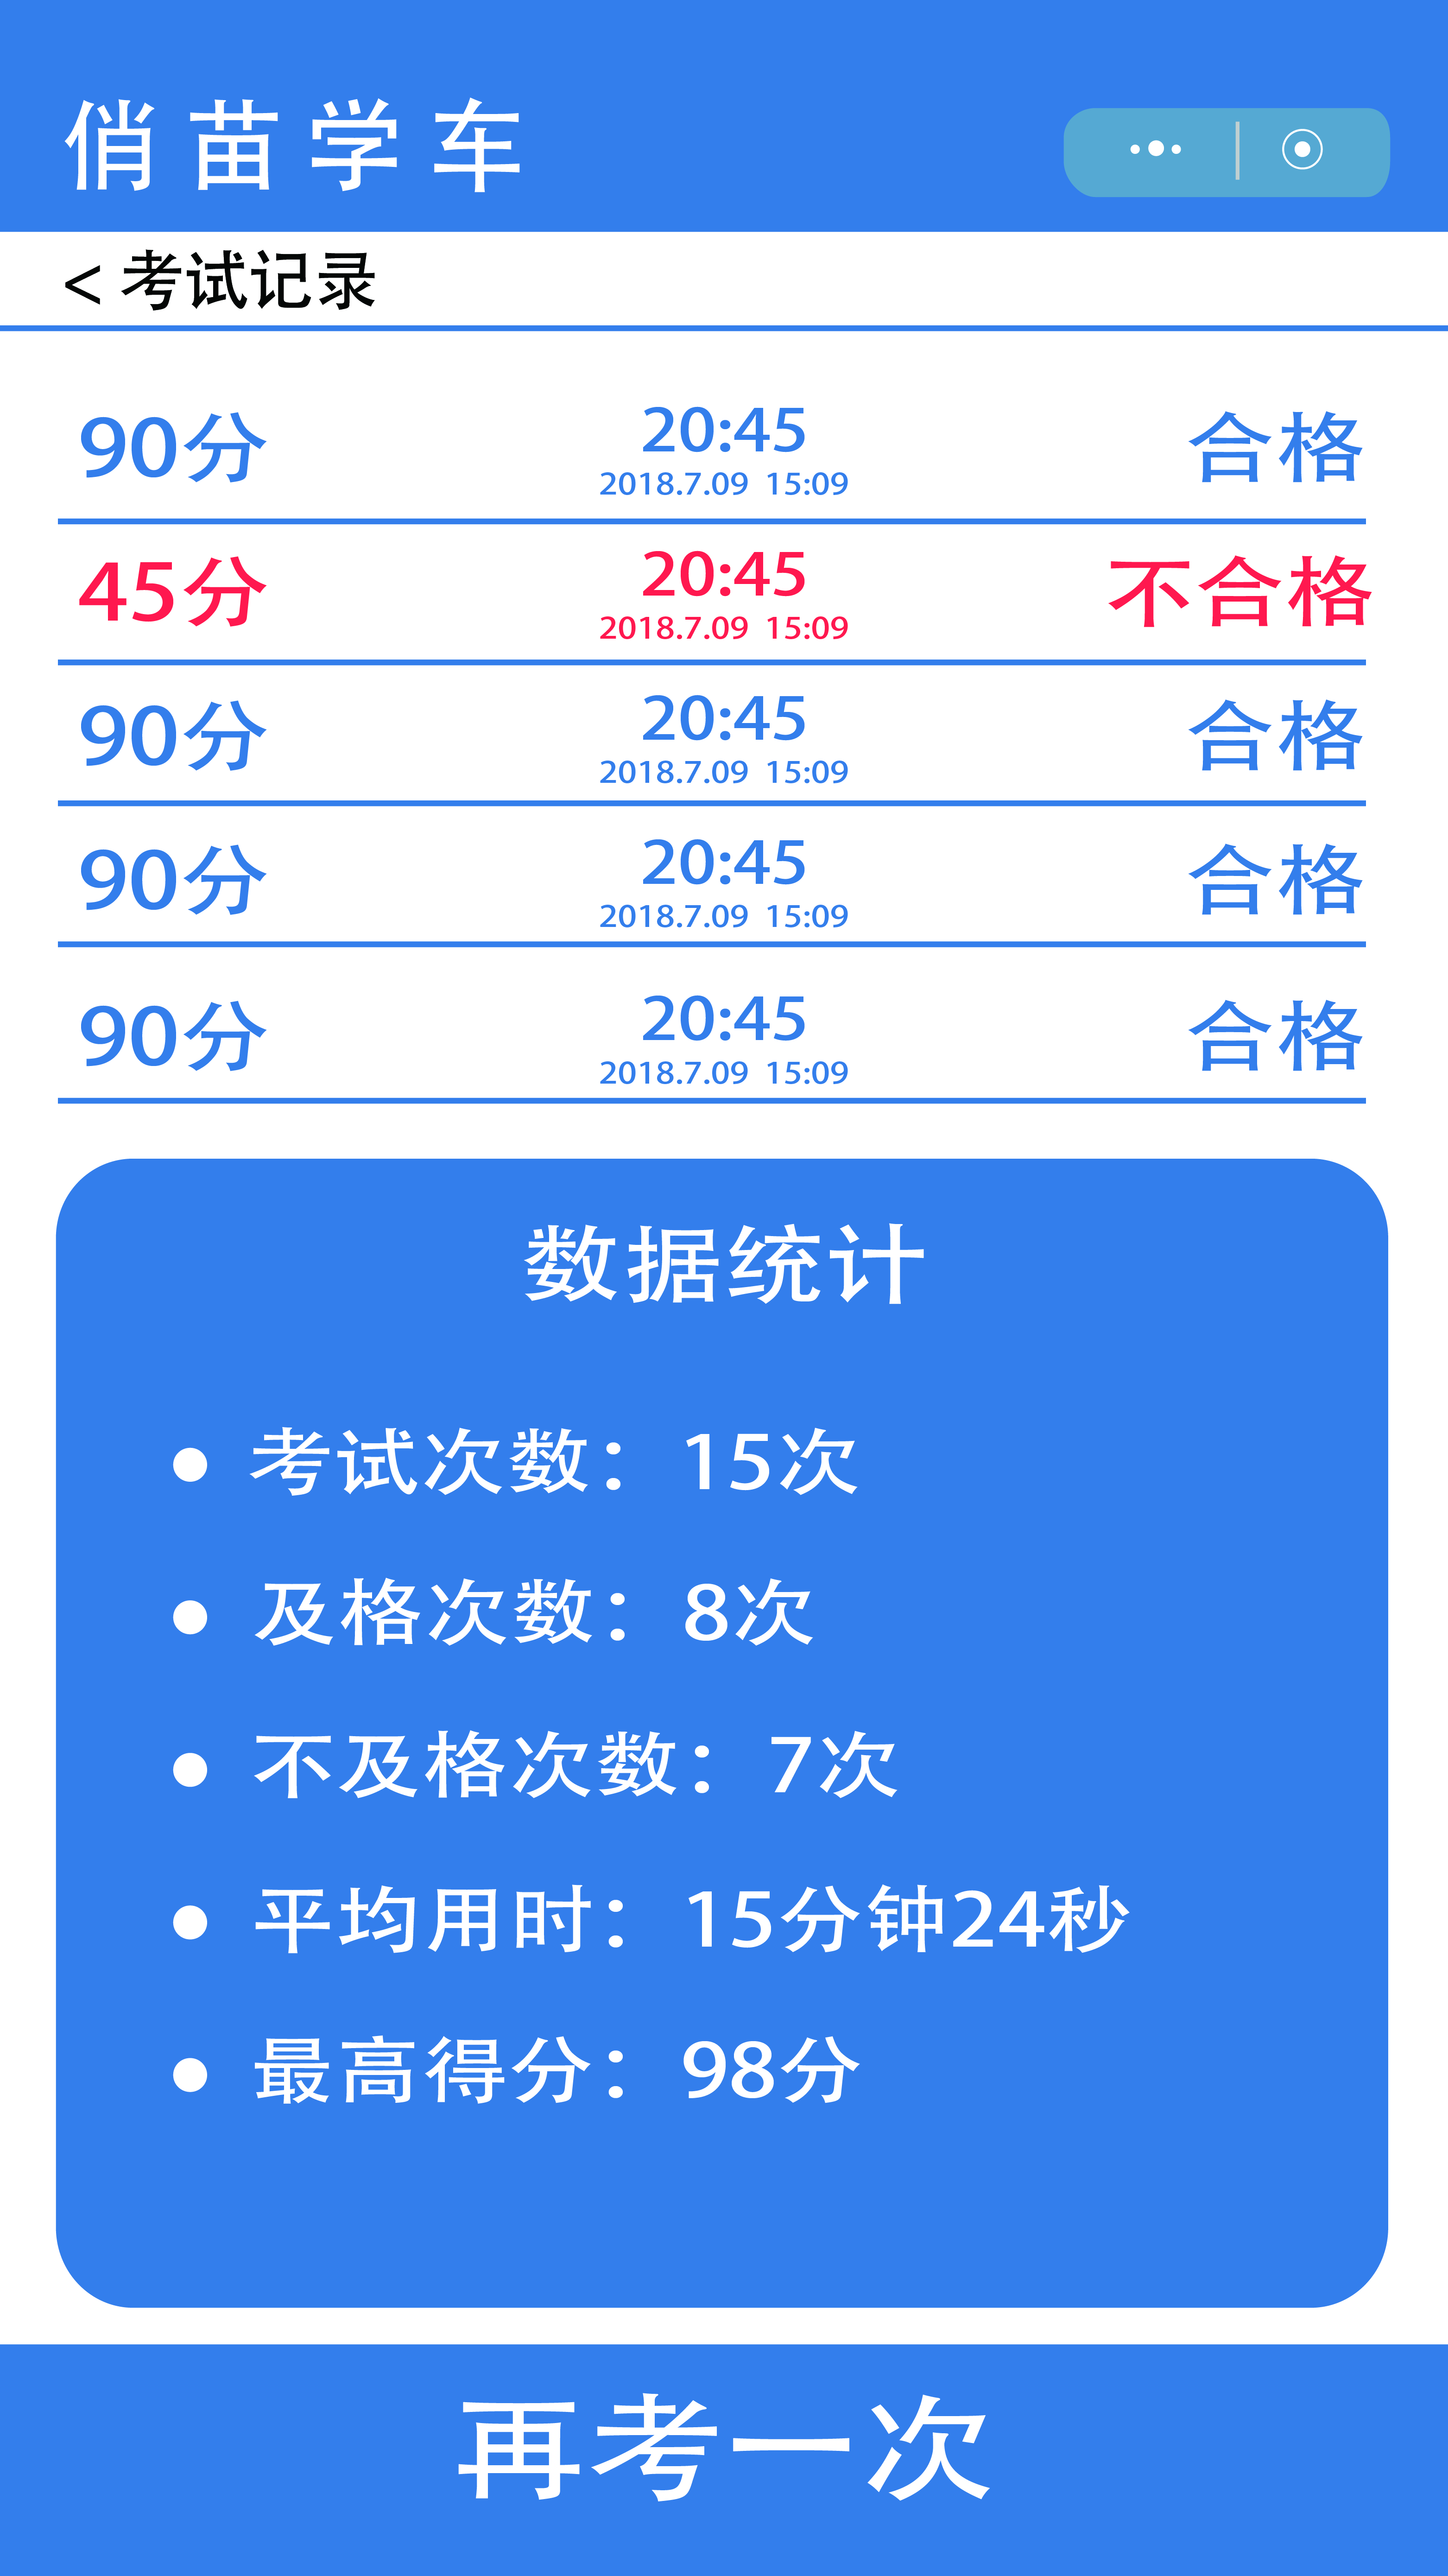 俏苗学车
< 考试记录
90分 20:45 合格
2018.7.09 15:09
45分 20:45 不合格
2018.7.09 15:09
90分 20:45 合格
2018.7.09 15:09
90分 20:45 合格
2018.7.09 15:09
90分 20:45 合格
2018.7.09 15:09
数据统计
● 考试次数：15次
● 及格次数：8次
● 不及格次数：7次
● 平均用时：15分钟24秒
● 最高得分：98分
再考一次